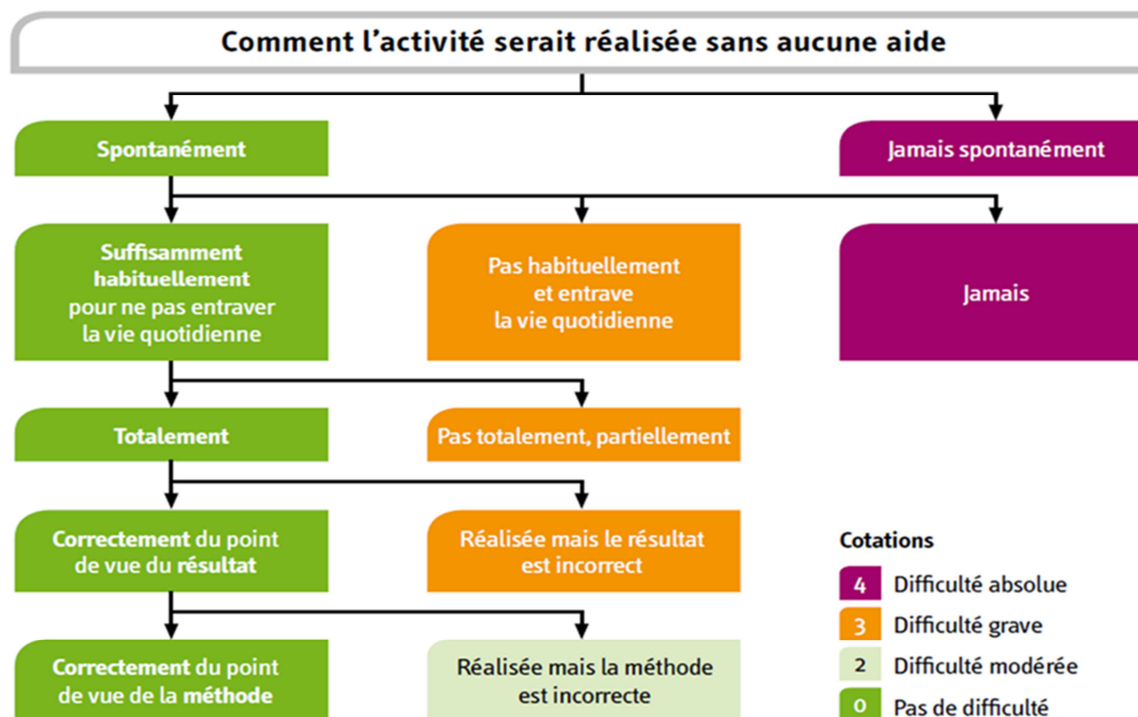 Comment l'activité serait réalisée sans aucune aide
Spontanément
Jamais spontanément
Suffisamment
habituellement
pour ne pas entraver
la vie quotidienne
Pas habituellement
et entrave
la vie quotidienne
Jamais
Totalement
Pas totalement, partiellement
Correctement du point
de vue du résultat
Réalisée mais le résultat
est incorrect
Correctement du point
de vue de la méthode
Réalisée mais la méthode
est incorrecte
Cotations
4 Difficulté absolue
3 Difficulté grave
2 Difficulté modérée
0 Pas de difficulté